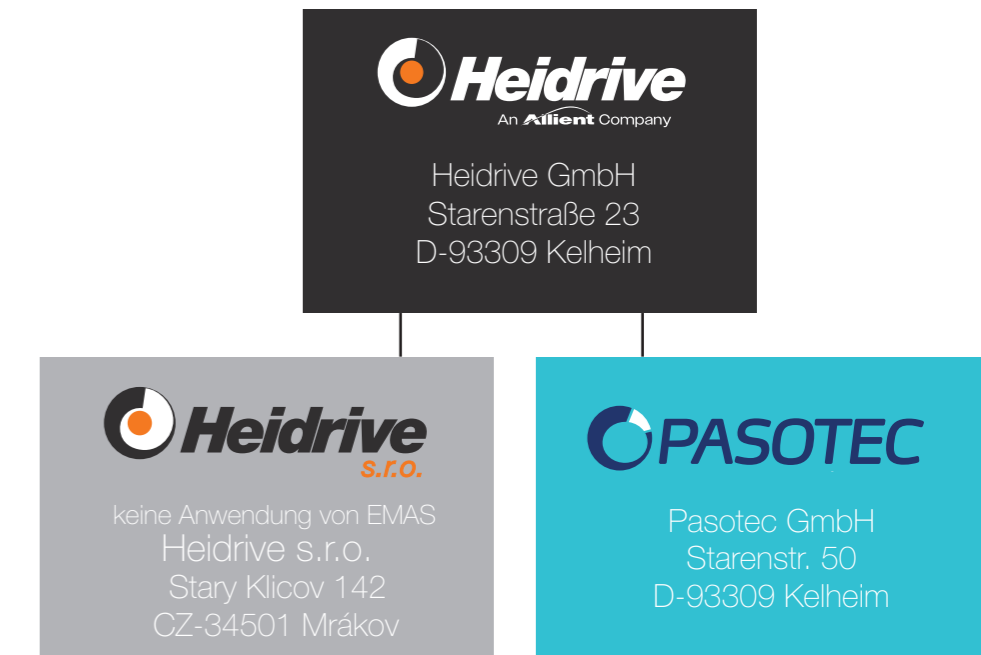 Heidrive
An Allient Company
Heidrive GmbH
Starenstraße 23
D-93309 Kelheim
Heidrive
s.r.o.
keine Anwendung von EMAS
Heidrive s.r.o.
Stary Klicov 142
CZ-34501 Mrákov
PASOTEC
Pasotec GmbH
Starenstr. 50
D-93309 Kelheim